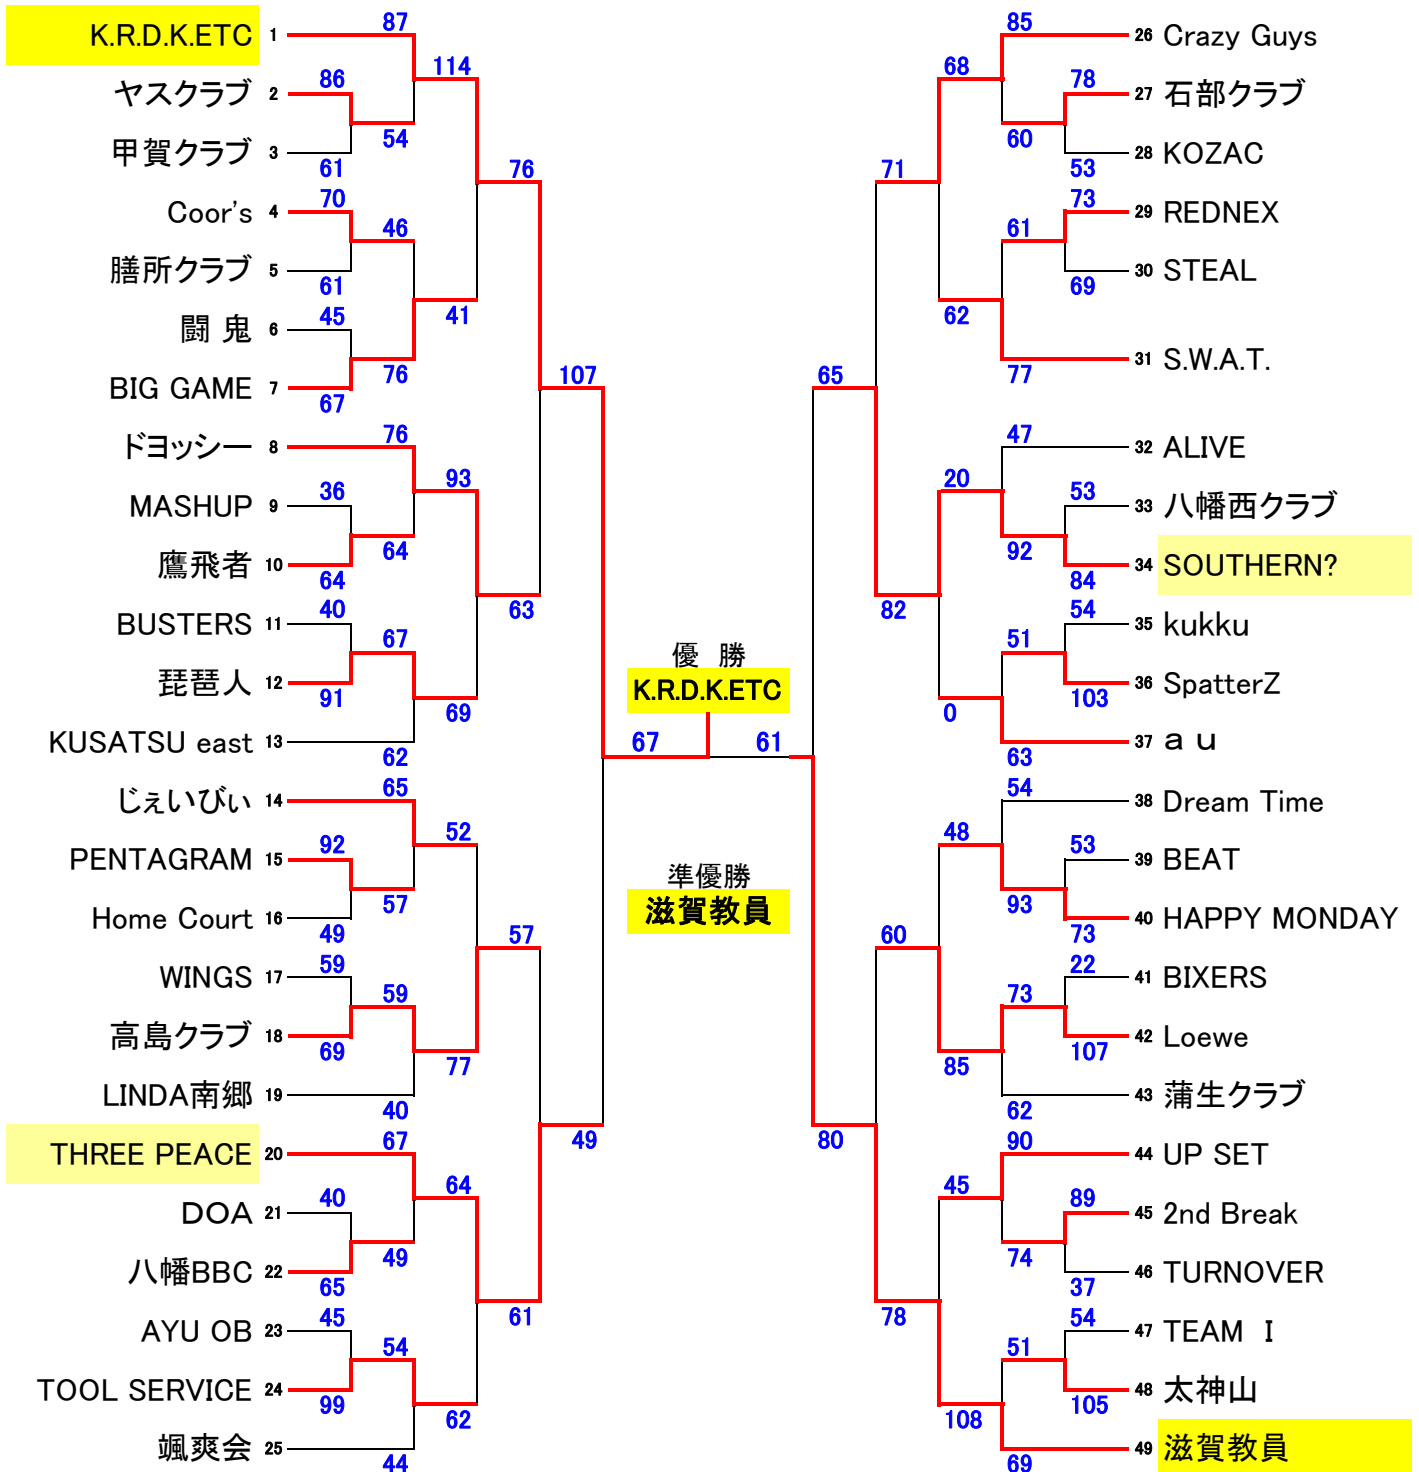 K.R.D.K.ETC 1
87
114
ヤスクラブ 2
86
甲賀クラブ 3
61
54
76
Coor's 4
70
46
膳所クラブ 5
61
41
闘 鬼 6
45
BIG GAME 7
67
76
107
ドヨッシー 8
76
93
MASHUP 9
36
鷹飛者 10
64
64
63
BUSTERS 11
40
67
琵琶人 12
91
69
KUSATSU east 13
62
じぇいびぃ 14
65
52
PENTAGRAM 15
92
Home Court 16
49
57
57
WINGS 17
59
59
高島クラブ 18
69
77
LINDA南郷 19
40
49
THREE PEACE 20
67
64
DOA 21
40
八幡BBC 22
65
49
61
AYU OB 23
45
54
TOOL SERVICE 24
99
62
颯爽会 25
44
優 勝
K.R.D.K.ETC
67
61
準優勝
滋賀教員
85
26 Crazy Guys
68
78
27 石部クラブ
60
28 KOZAC
53
71
73
29 REDNEX
61
30 STEAL
69
62
31 S.W.A.T.
77
65
47
32 ALIVE
20
53
33 八幡西クラブ
92
34 SOUTHERN?
84
82
54
35 kukku
51
36 SpatterZ
103
0
37 a u
63
54
38 Dream Time
48
53
39 BEAT
93
40 HAPPY MONDAY
73
60
22
41 BIXERS
73
42 Loewe
107
85
43 蒲生クラブ
62
80
90
44 UP SET
45
89
45 2nd Break
74
46 TURNOVER
37
78
54
47 TEAM I
51
48 太神山
105
108
49 滋賀教員
69